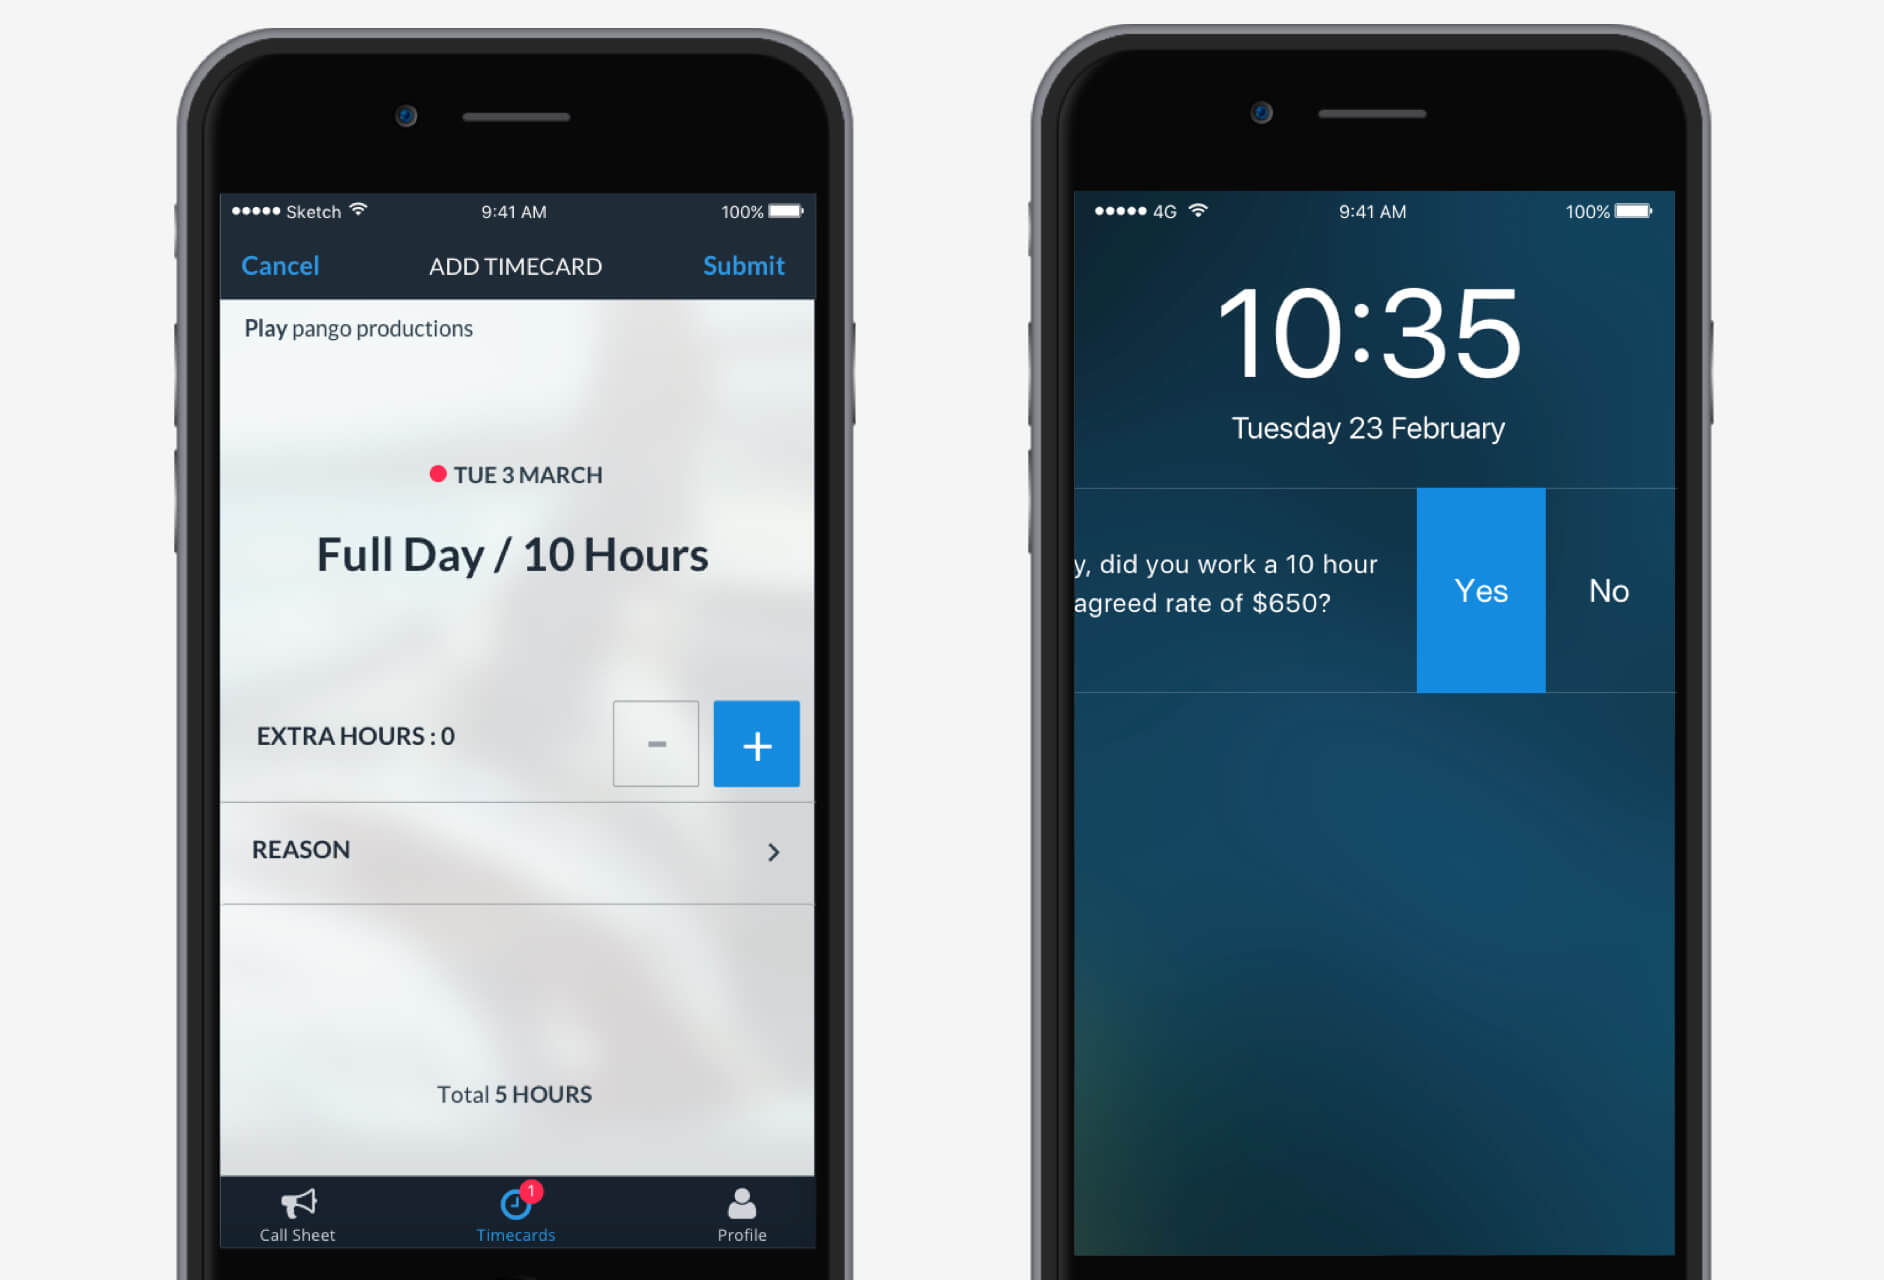 Sketch 9:41 AM 100%
Cancel ADD TIMECARD Submit
Play pango productions
TUE 3 MARCH
Full Day / 10 Hours
EXTRA HOURS : 0 - +
REASON
Total 5 HOURS
1
Call Sheet Timecards Profile
4G 9:41 AM 100%
10:35
Tuesday 23 February
y, did you work a 10 hour
agreed rate of $650?
Yes No